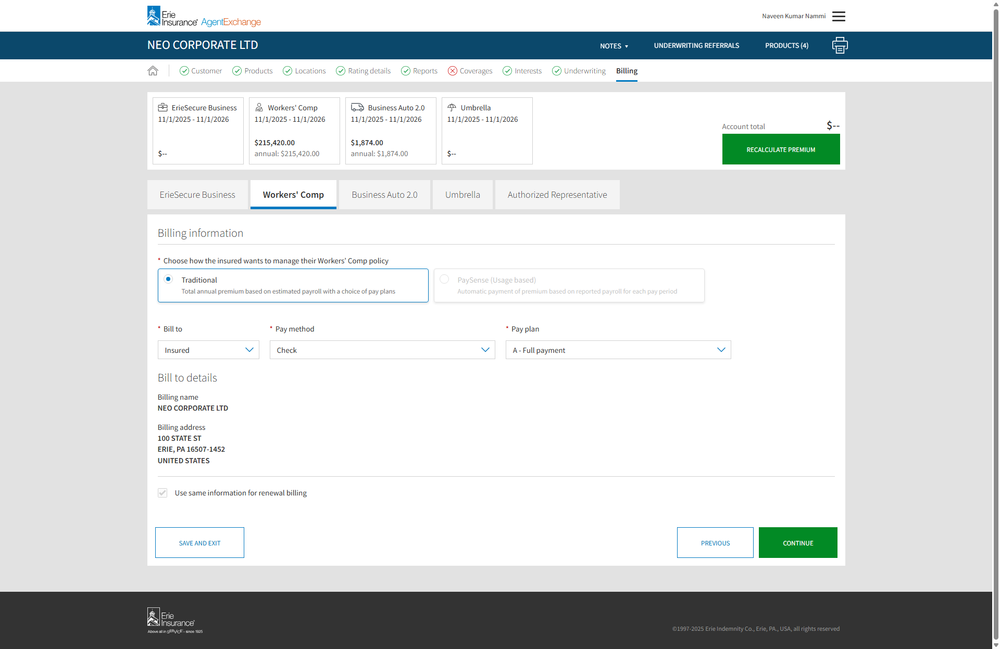 Erie
Insurance® AgentExchange
Naveen Kumar Nammi
NEO CORPORATE LTD
NOTES ▼
UNDERWRITING REFERRALS
PRODUCTS (4)
Customer
Products
Locations
Rating details
Reports
Coverages
Interests
Underwriting
Billing
ErieSecure Business
11/1/2025 - 11/1/2026
$--
Workers' Comp
11/1/2025 - 11/1/2026
$215,420.00
annual: $215,420.00
Business Auto 2.0
11/1/2025 - 11/1/2026
$1,874.00
annual: $1,874.00
Umbrella
11/1/2025 - 11/1/2026
$--
Account total
$--
RECALCULATE PREMIUM
ErieSecure Business
Workers' Comp
Business Auto 2.0
Umbrella
Authorized Representative
Billing information
* Choose how the insured wants to manage their Workers’ Comp policy
Traditional
Total annual premium based on estimated payroll with a choice of pay plans
PaySense (Usage based)
Automatic payment of premium based on reported payroll for each pay period
* Bill to
Insured
* Pay method
Check
* Pay plan
A - Full payment
Bill to details
Billing name
NEO CORPORATE LTD
Billing address
100 STATE ST
ERIE, PA 16507-1452
UNITED STATES
Use same information for renewal billing
SAVE AND EXIT
PREVIOUS
CONTINUE
Erie
Insurance®
Above all in SERVICE® – since 1925
©1997-2025 Erie Indemnity Co., Erie, PA., USA, all rights reserved